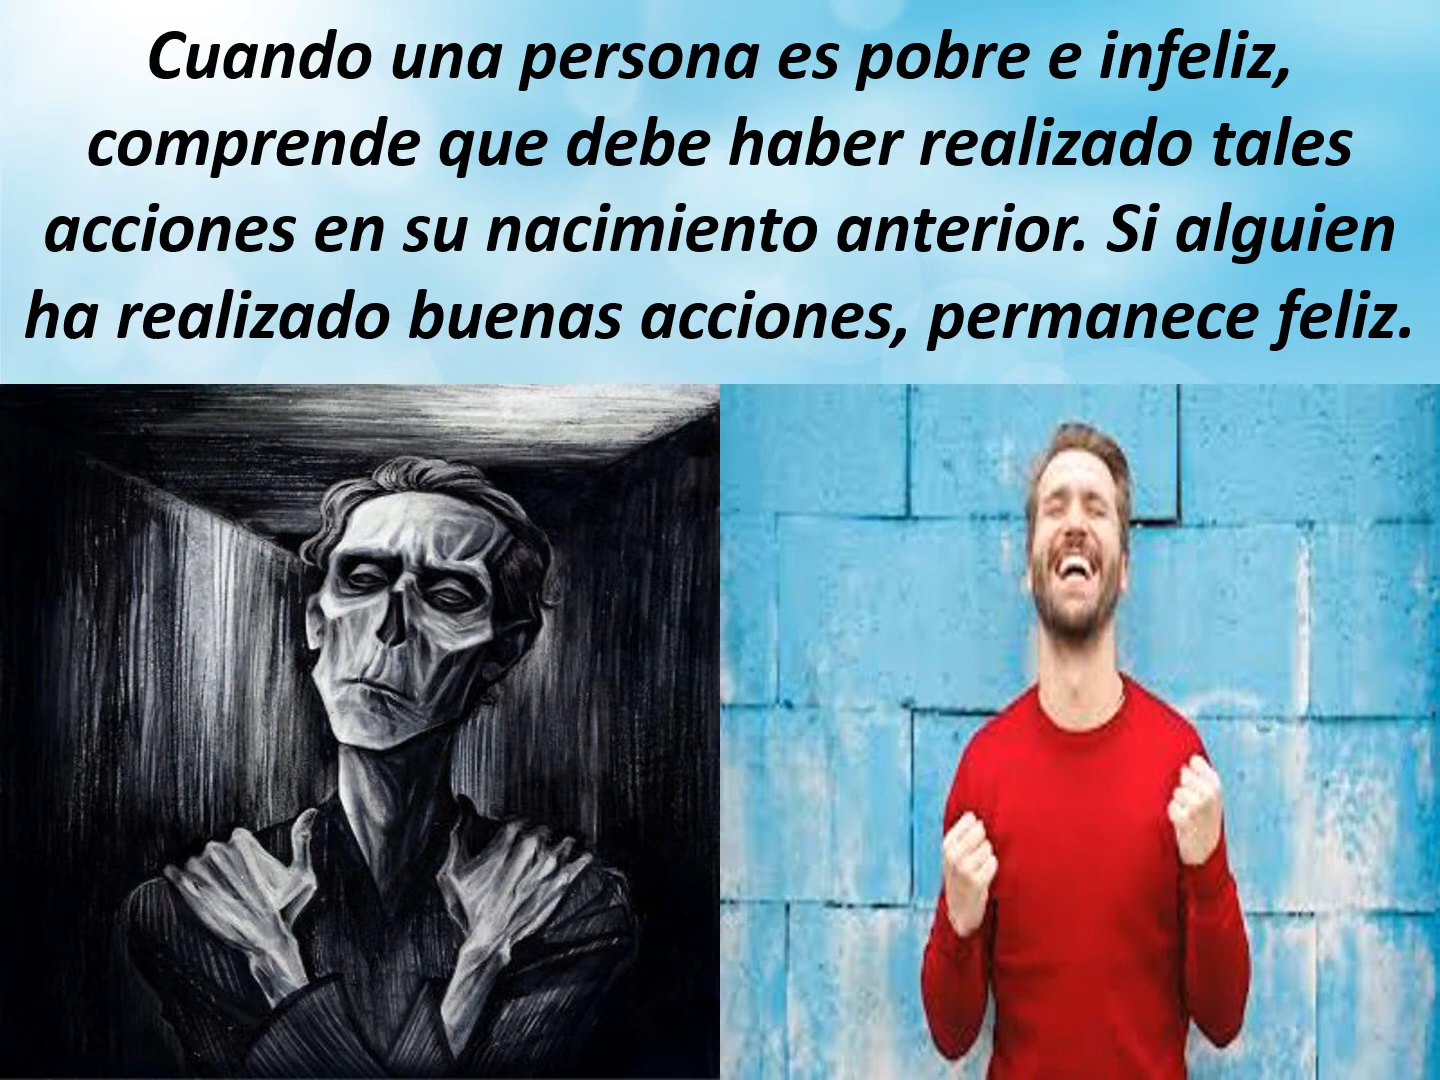 Cuando una persona es pobre e infeliz,
comprende que debe haber realizado tales
acciones en su nacimiento anterior. Si alguien
ha realizado buenas acciones, permanece feliz.